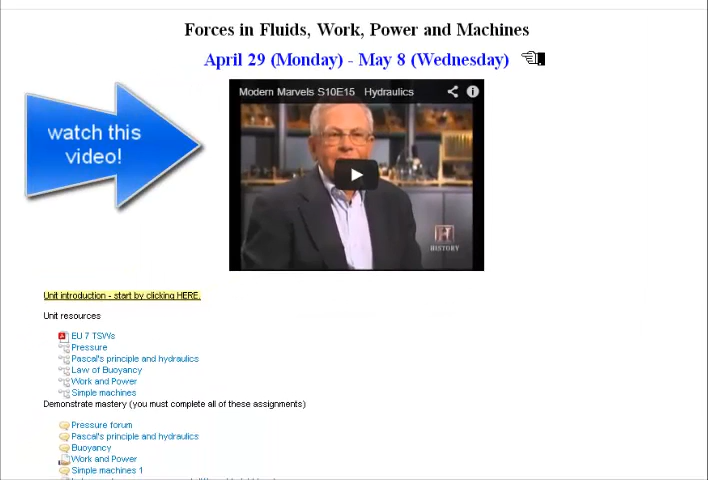 Forces in Fluids, Work, Power and Machines
April 29 (Monday) - May 8 (Wednesday)
watch this
video!
Modern Marvels S10E15 Hydraulics
H
HISTORY
Unit introduction - start by clicking HERE.
Unit resources
EU 7 TSWs
Pressure
Pascal's principle and hydraulics
Law of Buoyancy
Work and Power
Simple machines
Demonstrate mastery (you must complete all of these assignments)
Pressure forum
Pascal's principle and hydraulics
Buoyancy
Work and Power
Simple machines 1